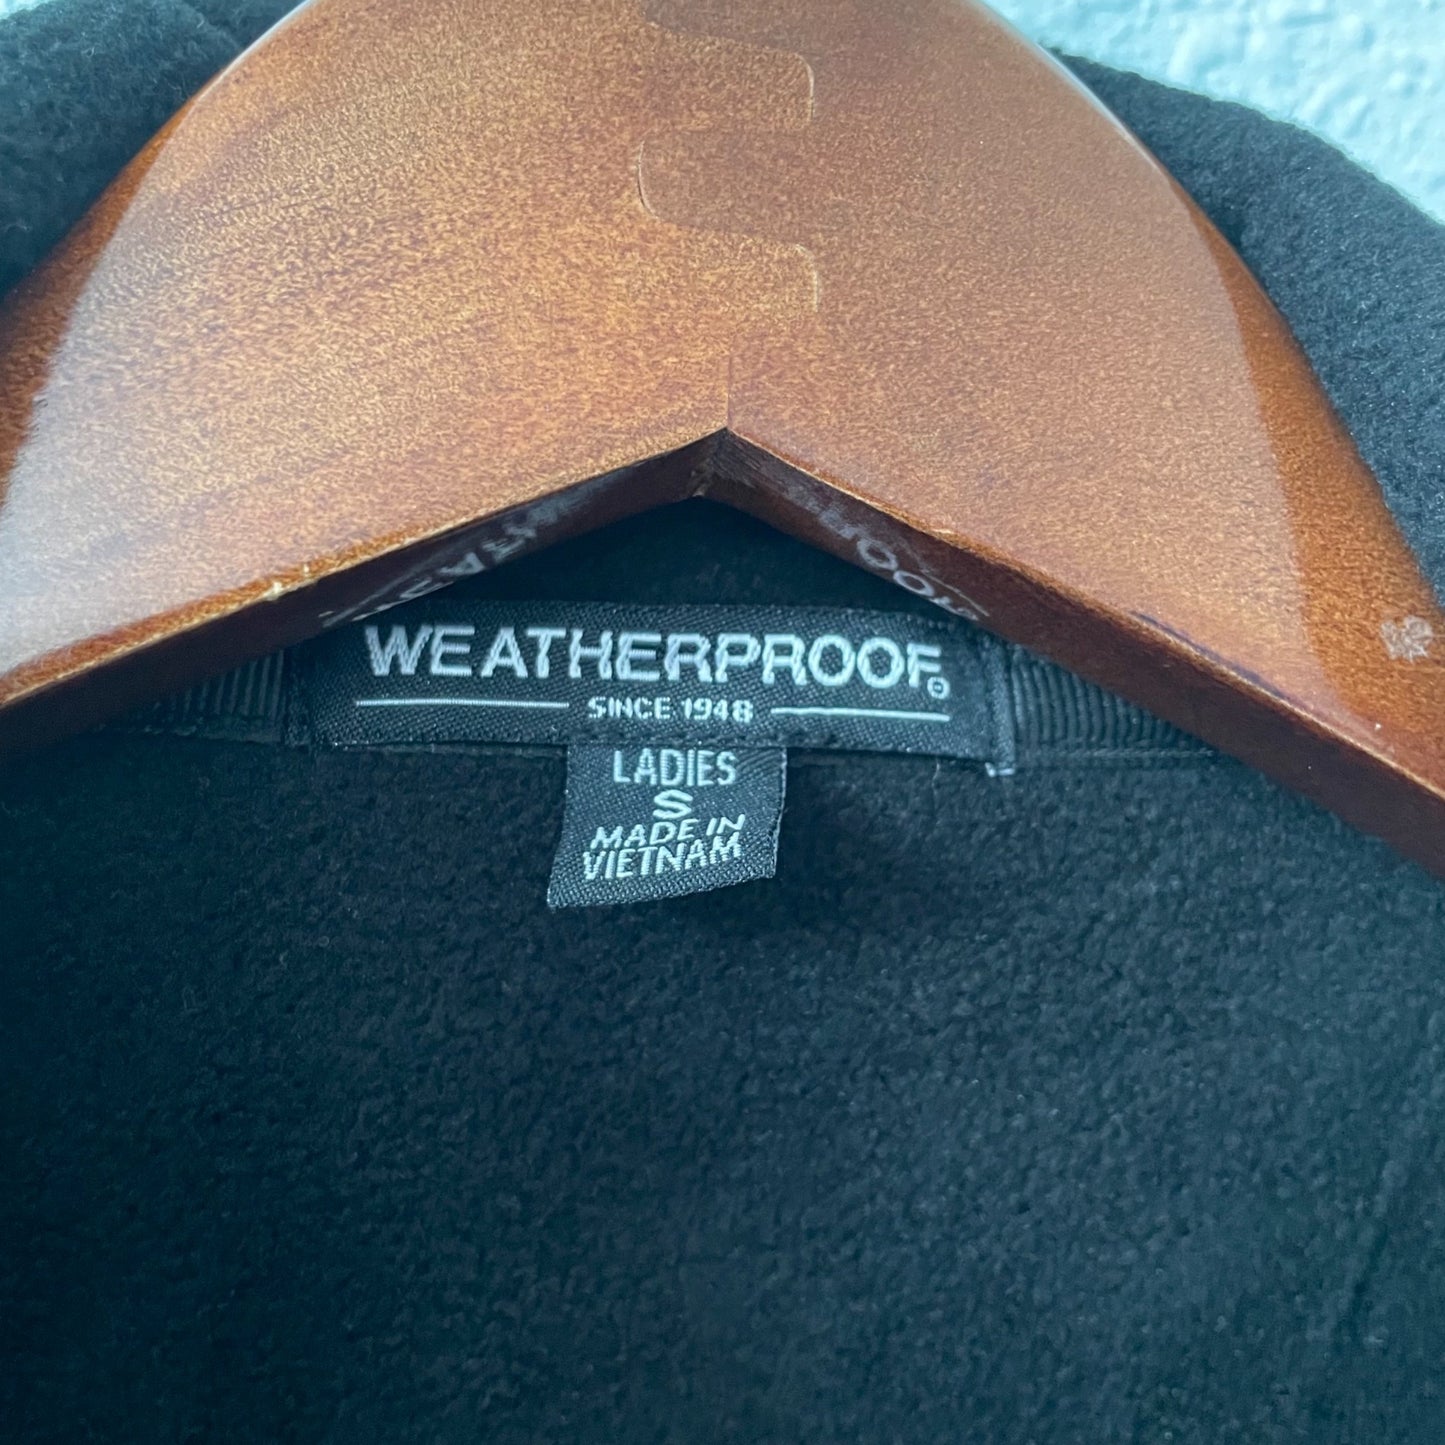 WEATHERPROOF®
SINCE 1948
LADIES
S
MADE IN
VIETNAM